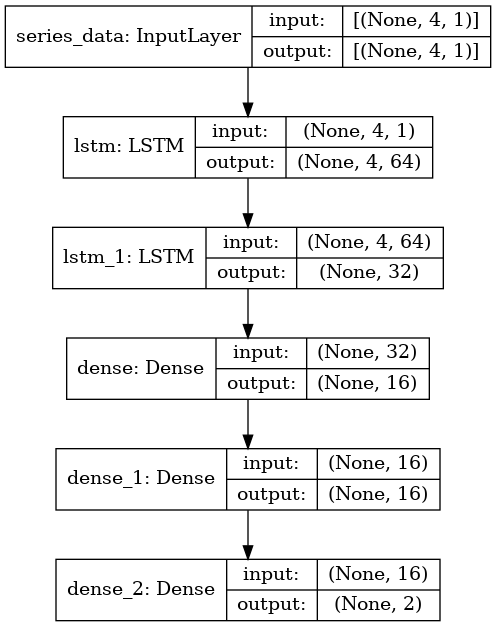 series_data: InputLayer
input: [(None, 4, 1)]
output: [(None, 4, 1)]
lstm: LSTM
input: (None, 4, 1)
output: (None, 4, 64)
lstm_1: LSTM
input: (None, 4, 64)
output: (None, 32)
dense: Dense
input: (None, 32)
output: (None, 16)
dense_1: Dense
input: (None, 16)
output: (None, 16)
dense_2: Dense
input: (None, 16)
output: (None, 2)